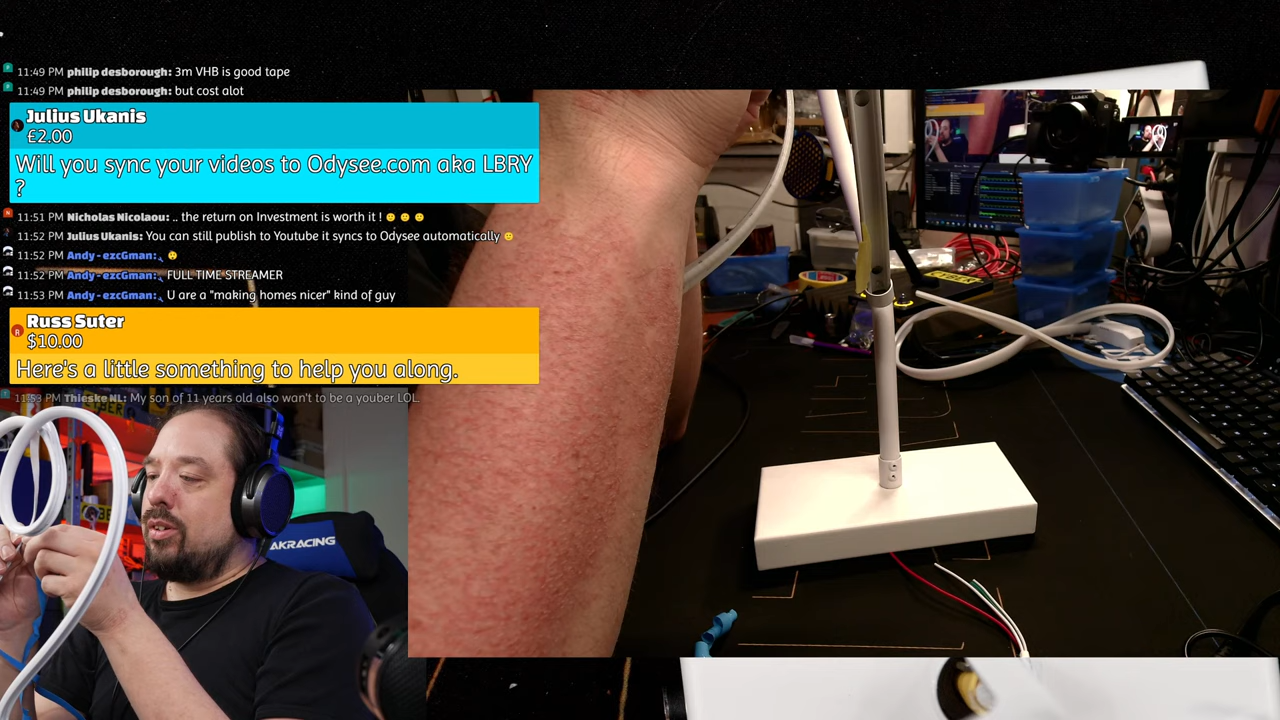 11:49 PM philip desborough: 3m VHB is good tape
11:49 PM philip desborough: but cost alot
Julius Ukanis
£2.00
Will you sync your videos to Odysee.com aka LBRY
?
11:51 PM Nicholas Nicolaou: .. the return on Investment is worth it !
11:52 PM Julius Ukanis: You can still publish to Youtube it syncs to Odysee automatically
11:52 PM Andy - ezcGman:
11:52 PM Andy - ezcGman: FULL TIME STREAMER
11:53 PM Andy - ezcGman: U are a "making homes nicer" kind of guy
R
Russ Suter
$10.00
Here's a little something to help you along.
11:53 PM Thieske NL: My son of 11 years old also wan't to be a youber LOL.
AKRACING
LUMIX